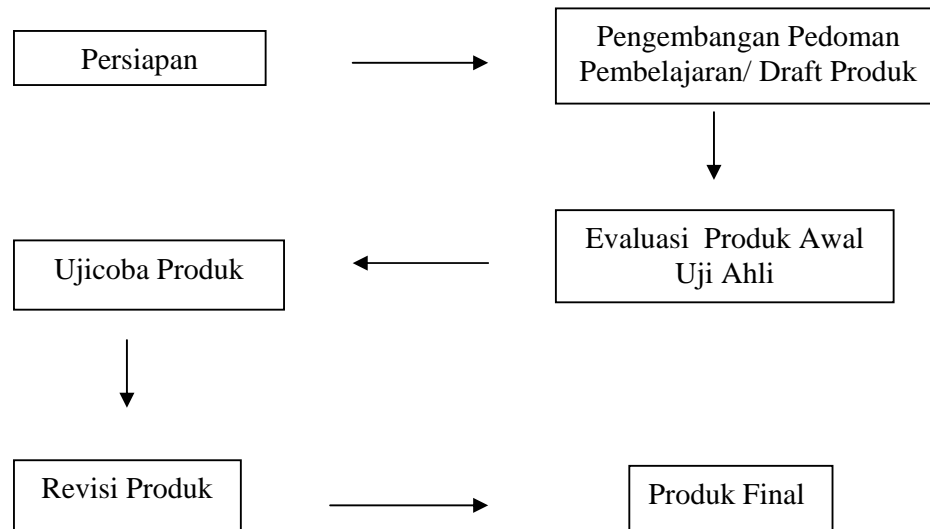 Persiapan
Pengembangan Pedoman
Pembelajaran/ Draft Produk
Evaluasi Produk Awal
Uji Ahli
Ujicoba Produk
Revisi Produk
Produk Final